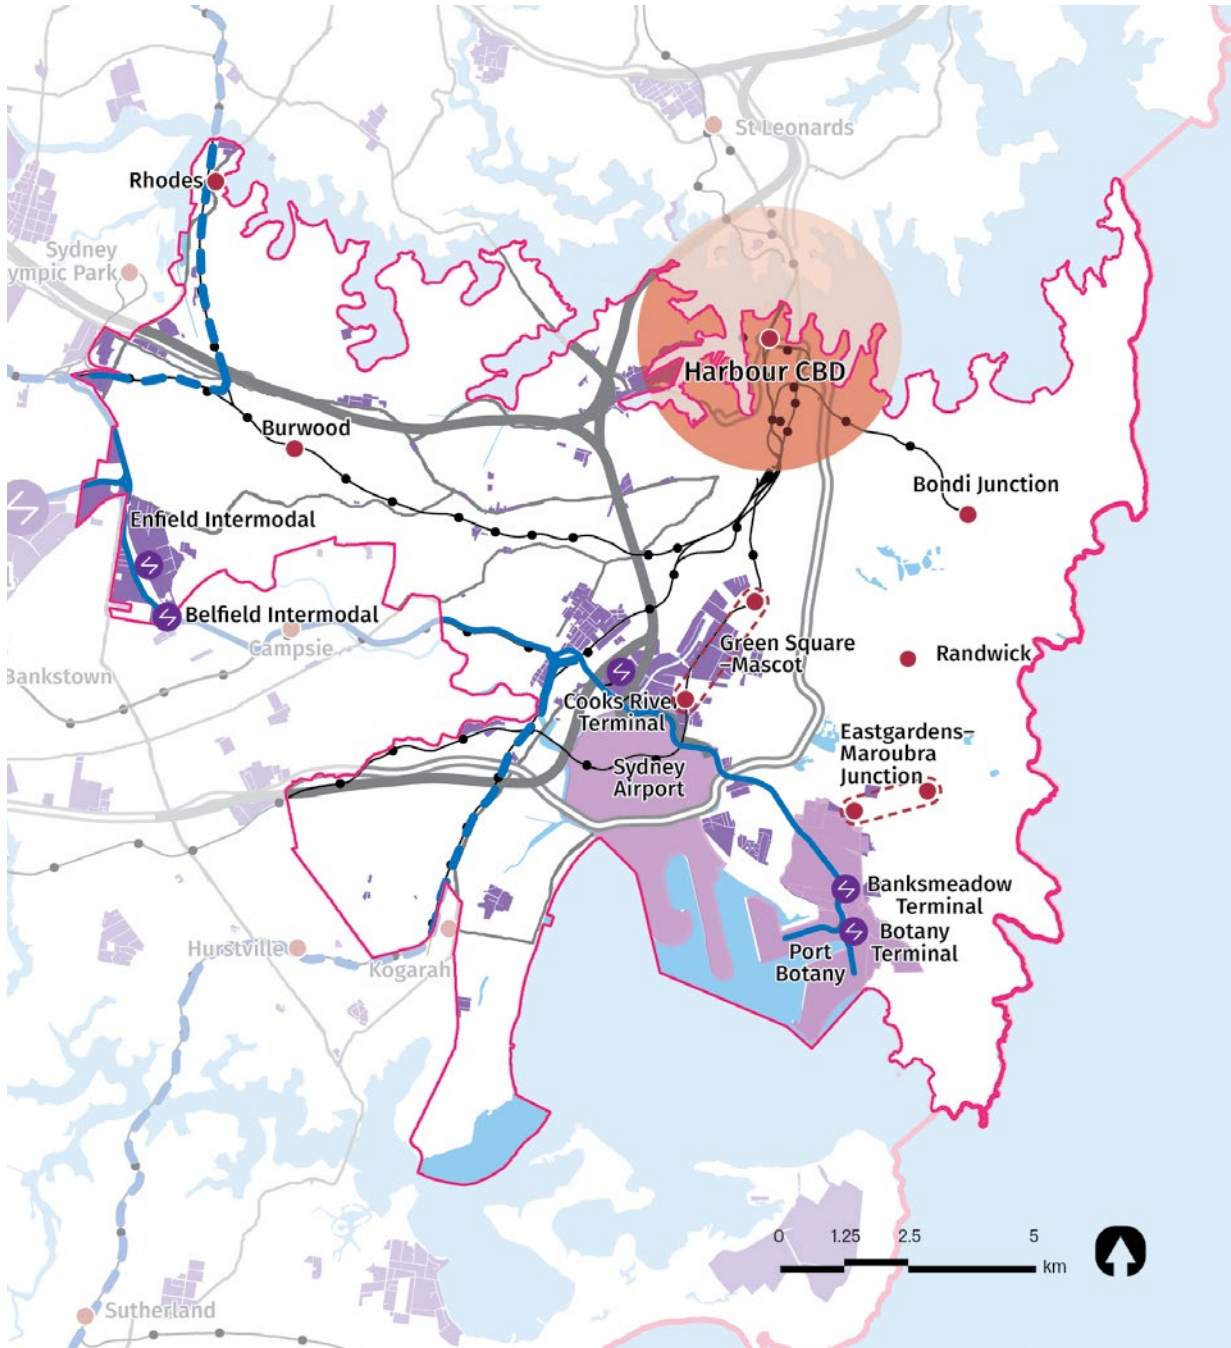 St Leonards
Rhodes
Sydney
ympic Park
Harbour CBD
Burwood
Bondi Junction
Enfield Intermodal
Belfield Intermodal
Campsie
Green Square
–Mascot
Randwick
Bankstown
Cooks River
Terminal
Eastgardens–
Maroubra
Junction
Sydney
Airport
Banksmeadow
Terminal
Botany
Terminal
Port
Botany
Hurstville
Kogarah
0 1.25 2.5 5
km
Sutherland